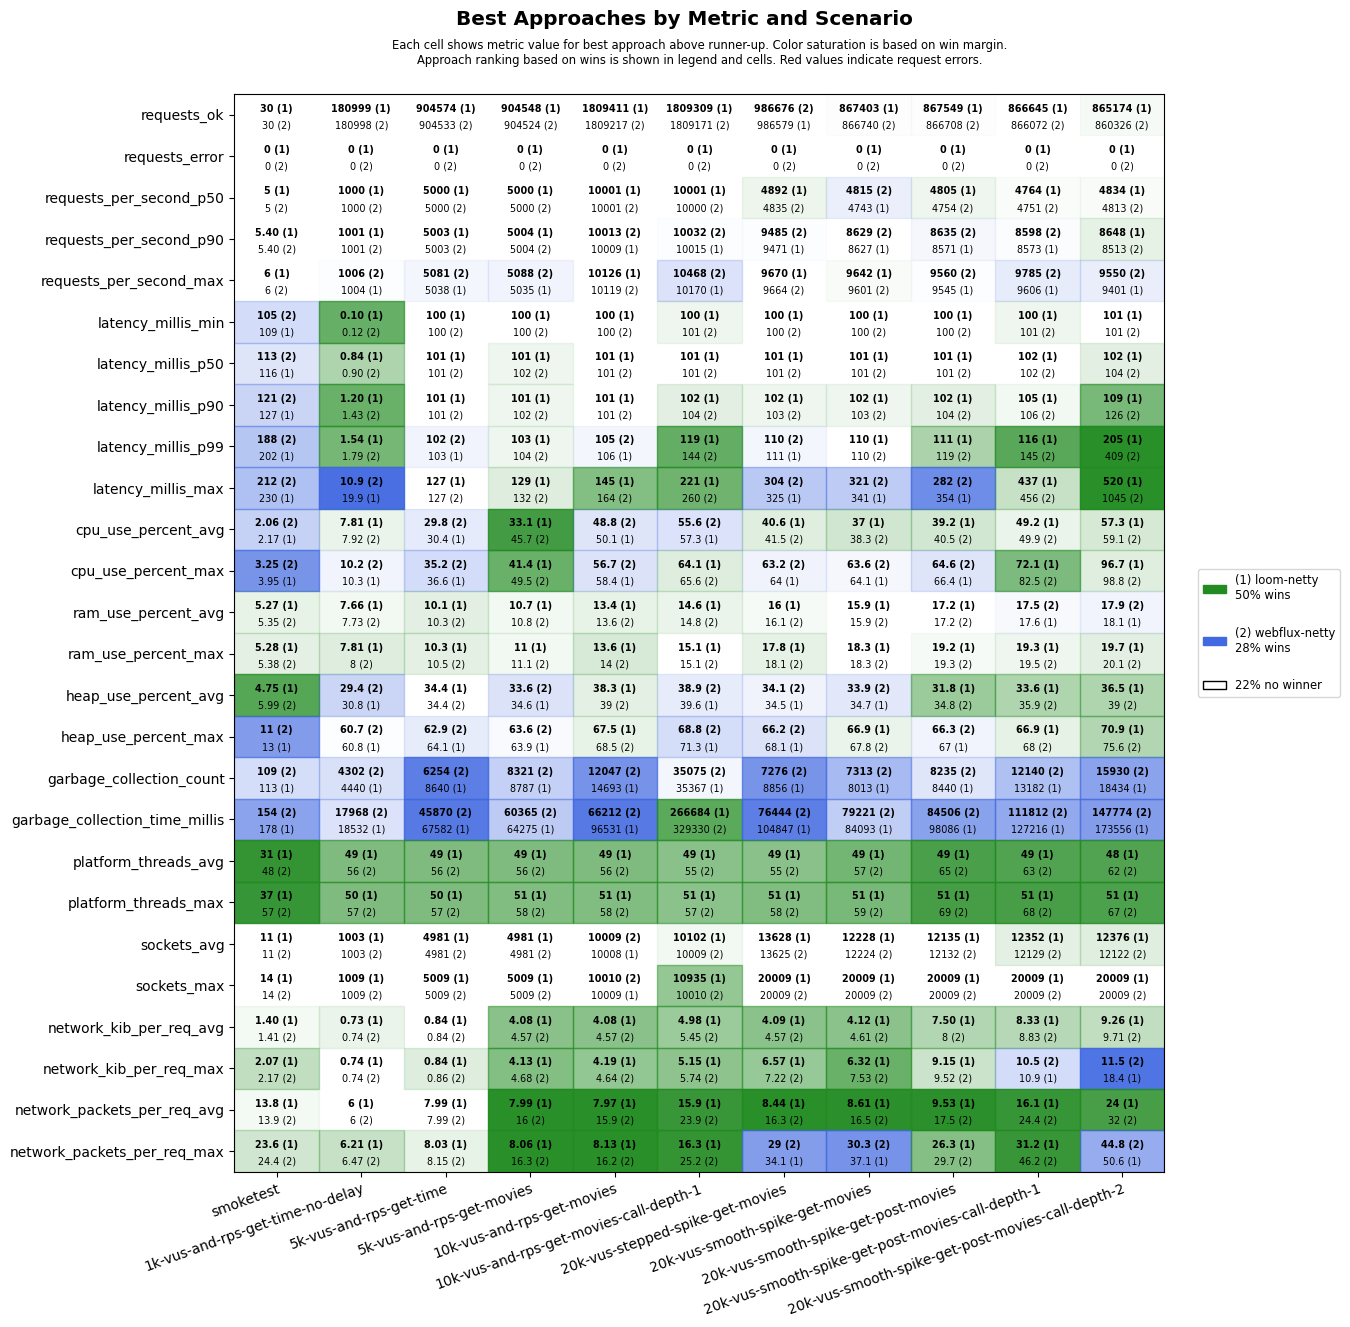 Best Approaches by Metric and Scenario
Each cell shows metric value for best approach above runner-up. Color saturation is based on win margin.
Approach ranking based on wins is shown in legend and cells. Red values indicate request errors.
requests_ok
30 (1) 180999 (1) 904574 (1) 904548 (1) 1809411 (1) 1809309 (1) 986676 (2) 867403 (1) 867549 (1) 866645 (1) 865174 (1)
30 (2) 180998 (2) 904533 (2) 904524 (2) 1809217 (2) 1809171 (2) 986579 (1) 866740 (2) 866708 (2) 866072 (2) 860326 (2)
requests_error
0 (1) 0 (1) 0 (1) 0 (1) 0 (1) 0 (1) 0 (1) 0 (1) 0 (1) 0 (1) 0 (1)
0 (2) 0 (2) 0 (2) 0 (2) 0 (2) 0 (2) 0 (2) 0 (2) 0 (2) 0 (2) 0 (2)
requests_per_second_p50
5 (1) 1000 (1) 5000 (1) 5000 (1) 10001 (1) 10001 (1) 4892 (1) 4815 (2) 4805 (1) 4764 (1) 4834 (1)
5 (2) 1000 (2) 5000 (2) 5000 (2) 10001 (2) 10000 (2) 4835 (2) 4743 (1) 4754 (2) 4751 (2) 4813 (2)
requests_per_second_p90
5.40 (1) 1001 (1) 5003 (1) 5004 (1) 10013 (2) 10032 (2) 9485 (2) 8629 (2) 8635 (2) 8598 (2) 8648 (1)
5.40 (2) 1001 (2) 5003 (2) 5004 (2) 10009 (1) 10015 (1) 9471 (1) 8627 (1) 8571 (1) 8573 (1) 8513 (2)
requests_per_second_max
6 (1) 1006 (2) 5081 (2) 5088 (2) 10126 (1) 10468 (2) 9670 (1) 9642 (1) 9560 (2) 9785 (2) 9550 (2)
6 (2) 1004 (1) 5038 (1) 5035 (1) 10119 (2) 10170 (1) 9664 (2) 9601 (2) 9545 (1) 9606 (1) 9401 (1)
latency_millis_min
105 (2) 0.10 (1) 100 (1) 100 (1) 100 (1) 100 (1) 100 (1) 100 (1) 100 (1) 100 (1) 101 (1)
109 (1) 0.12 (2) 100 (2) 100 (2) 100 (2) 101 (2) 100 (2) 100 (2) 100 (2) 101 (2) 101 (2)
latency_millis_p50
113 (2) 0.84 (1) 101 (1) 101 (1) 101 (1) 101 (1) 101 (1) 101 (1) 101 (1) 102 (1) 102 (1)
116 (1) 0.90 (2) 101 (2) 102 (2) 101 (2) 101 (2) 101 (2) 101 (2) 101 (2) 102 (2) 104 (2)
latency_millis_p90
121 (2) 1.20 (1) 101 (1) 101 (1) 101 (1) 102 (1) 102 (1) 102 (1) 102 (1) 105 (1) 109 (1)
127 (1) 1.43 (2) 101 (2) 102 (2) 101 (2) 104 (2) 103 (2) 103 (2) 104 (2) 106 (2) 126 (2)
latency_millis_p99
188 (2) 1.54 (1) 102 (2) 103 (1) 105 (2) 119 (1) 110 (2) 110 (1) 111 (1) 116 (1) 205 (1)
202 (1) 1.79 (2) 103 (1) 104 (2) 106 (1) 144 (2) 111 (1) 110 (2) 119 (2) 145 (2) 409 (2)
latency_millis_max
212 (2) 10.9 (2) 127 (1) 129 (1) 145 (1) 221 (1) 304 (2) 321 (2) 282 (2) 437 (1) 520 (1)
230 (1) 19.9 (1) 127 (2) 132 (2) 164 (2) 260 (2) 325 (1) 341 (1) 354 (1) 456 (2) 1045 (2)
cpu_use_percent_avg
2.06 (2) 7.81 (1) 29.8 (2) 33.1 (1) 48.8 (2) 55.6 (2) 40.6 (1) 37 (1) 39.2 (1) 49.2 (1) 57.3 (1)
2.17 (1) 7.92 (2) 30.4 (1) 45.7 (2) 50.1 (1) 57.3 (1) 41.5 (2) 38.3 (2) 40.5 (2) 49.9 (2) 59.1 (2)
cpu_use_percent_max
3.25 (2) 10.2 (2) 35.2 (2) 41.4 (1) 56.7 (2) 64.1 (1) 63.2 (2) 63.6 (2) 64.6 (2) 72.1 (1) 96.7 (1)
3.95 (1) 10.3 (1) 36.6 (1) 49.5 (2) 58.4 (1) 65.6 (2) 64 (1) 64.1 (1) 66.4 (1) 82.5 (2) 98.8 (2)
ram_use_percent_avg
5.27 (1) 7.66 (1) 10.1 (1) 10.7 (1) 13.4 (1) 14.6 (1) 16 (1) 15.9 (1) 17.2 (1) 17.5 (2) 17.9 (2)
5.35 (2) 7.73 (2) 10.3 (2) 10.8 (2) 13.6 (2) 14.8 (2) 16.1 (2) 15.9 (2) 17.2 (2) 17.6 (1) 18.1 (1)
ram_use_percent_max
5.28 (1) 7.81 (1) 10.3 (1) 11 (1) 13.6 (1) 15.1 (1) 17.8 (1) 18.3 (1) 19.2 (1) 19.3 (1) 19.7 (1)
5.38 (2) 8 (2) 10.5 (2) 11.1 (2) 14 (2) 15.1 (2) 18.1 (2) 18.3 (2) 19.3 (2) 19.5 (2) 20.1 (2)
heap_use_percent_avg
4.75 (1) 29.4 (2) 34.4 (1) 33.6 (2) 38.3 (1) 38.9 (2) 34.1 (2) 33.9 (2) 31.8 (1) 33.6 (1) 36.5 (1)
5.99 (2) 30.8 (1) 34.4 (2) 34.6 (1) 39 (2) 39.6 (1) 34.5 (1) 34.7 (1) 34.8 (2) 35.9 (2) 39 (2)
heap_use_percent_max
11 (2) 60.7 (2) 62.9 (2) 63.6 (2) 67.5 (1) 68.8 (2) 66.2 (2) 66.9 (1) 66.3 (2) 66.9 (1) 70.9 (1)
13 (1) 60.8 (1) 64.1 (1) 63.9 (1) 68.5 (2) 71.3 (1) 68.1 (1) 67.8 (2) 67 (1) 68 (2) 75.6 (2)
garbage_collection_count
109 (2) 4302 (2) 6254 (2) 8321 (2) 12047 (2) 35075 (2) 7276 (2) 7313 (2) 8235 (2) 12140 (2) 15930 (2)
113 (1) 4440 (1) 8640 (1) 8787 (1) 14693 (1) 35367 (1) 8856 (1) 8013 (1) 8440 (1) 13182 (1) 18434 (1)
garbage_collection_time_millis
154 (2) 17968 (2) 45870 (2) 60365 (2) 66212 (2) 266684 (1) 76444 (2) 79221 (2) 84506 (2) 111812 (2) 147774 (2)
178 (1) 18532 (1) 67582 (1) 64275 (1) 96531 (1) 329330 (2) 104847 (1) 84093 (1) 98086 (1) 127216 (1) 173556 (1)
platform_threads_avg
31 (1) 49 (1) 49 (1) 49 (1) 49 (1) 49 (1) 49 (1) 49 (1) 49 (1) 49 (1) 48 (1)
48 (2) 56 (2) 56 (2) 56 (2) 56 (2) 55 (2) 55 (2) 57 (2) 65 (2) 63 (2) 62 (2)
platform_threads_max
37 (1) 50 (1) 50 (1) 51 (1) 51 (1) 51 (1) 51 (1) 51 (1) 51 (1) 51 (1) 51 (1)
57 (2) 57 (2) 57 (2) 58 (2) 58 (2) 57 (2) 58 (2) 59 (2) 69 (2) 68 (2) 67 (2)
sockets_avg
11 (1) 1003 (1) 4981 (1) 4981 (1) 10009 (2) 10102 (1) 13628 (1) 12228 (1) 12135 (1) 12352 (1) 12376 (1)
11 (2) 1003 (2) 4981 (2) 4981 (2) 10008 (1) 10009 (2) 13625 (2) 12224 (2) 12132 (2) 12129 (2) 12122 (2)
sockets_max
14 (1) 1009 (1) 5009 (1) 5009 (1) 10010 (2) 10935 (1) 20009 (1) 20009 (1) 20009 (1) 20009 (1) 20009 (1)
14 (2) 1009 (2) 5009 (2) 5009 (2) 10009 (1) 10010 (2) 20009 (2) 20009 (2) 20009 (2) 20009 (2) 20009 (2)
network_kib_per_req_avg
1.40 (1) 0.73 (1) 0.84 (1) 4.08 (1) 4.08 (1) 4.98 (1) 4.09 (1) 4.12 (1) 7.50 (1) 8.33 (1) 9.26 (1)
1.41 (2) 0.74 (2) 0.84 (2) 4.57 (2) 4.57 (2) 5.45 (2) 4.57 (2) 4.61 (2) 8 (2) 8.83 (2) 9.71 (2)
network_kib_per_req_max
2.07 (1) 0.74 (1) 0.84 (1) 4.13 (1) 4.19 (1) 5.15 (1) 6.57 (1) 6.32 (1) 9.15 (1) 10.5 (2) 11.5 (2)
2.17 (2) 0.74 (2) 0.86 (2) 4.68 (2) 4.64 (2) 5.74 (2) 7.22 (2) 7.53 (2) 9.52 (2) 10.9 (1) 18.4 (1)
network_packets_per_req_avg
13.8 (1) 6 (1) 7.99 (1) 7.99 (1) 7.97 (1) 15.9 (1) 8.44 (1) 8.61 (1) 9.53 (1) 16.1 (1) 24 (1)
13.9 (2) 6 (2) 7.99 (2) 16 (2) 15.9 (2) 23.9 (2) 16.3 (2) 16.5 (2) 17.5 (2) 24.4 (2) 32 (2)
network_packets_per_req_max
23.6 (1) 6.21 (1) 8.03 (1) 8.06 (1) 8.13 (1) 16.3 (1) 29 (2) 30.3 (2) 26.3 (1) 31.2 (1) 44.8 (2)
24.4 (2) 6.47 (2) 8.15 (2) 16.3 (2) 16.2 (2) 25.2 (2) 34.1 (1) 37.1 (1) 29.7 (2) 46.2 (2) 50.6 (1)
smoketest
1k-vus-and-rps-get-time-no-delay
5k-vus-and-rps-get-time
5k-vus-and-rps-get-movies
10k-vus-and-rps-get-movies
10k-vus-and-rps-get-movies-call-depth-1
20k-vus-stepped-spike-get-movies
20k-vus-smooth-spike-get-movies
20k-vus-smooth-spike-get-post-movies
20k-vus-smooth-spike-get-post-movies-call-depth-1
20k-vus-smooth-spike-get-post-movies-call-depth-2
(1) loom-netty
50% wins
(2) webflux-netty
28% wins
22% no winner